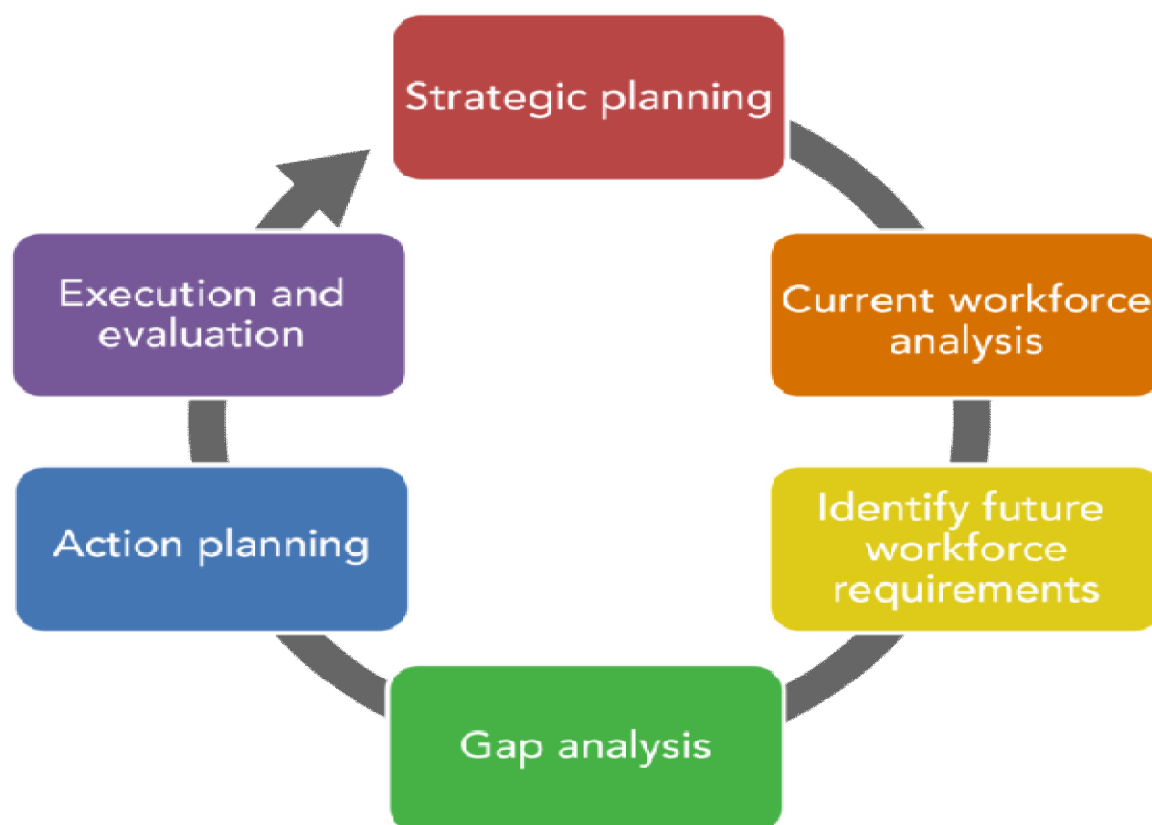 Strategic planning
Current workforce
analysis
Identify future
workforce
requirements
Gap analysis
Action planning
Execution and
evaluation